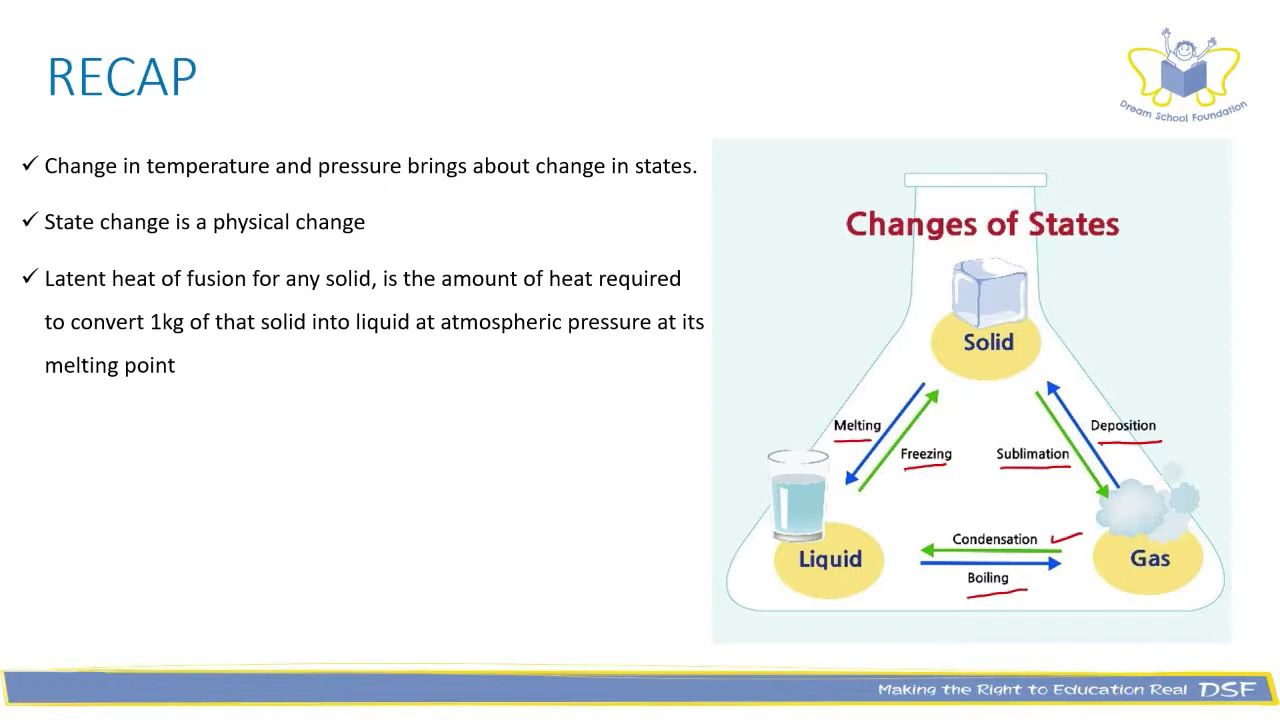 RECAP
Dream School Foundation
✓ Change in temperature and pressure brings about change in states.
✓ State change is a physical change
✓ Latent heat of fusion for any solid, is the amount of heat required
to convert 1kg of that solid into liquid at atmospheric pressure at its
melting point
Changes of States
Solid
Melting
Freezing
Sublimation
Deposition
Condensation
Liquid
Gas
Boiling
Making the Right to Education Real DSF